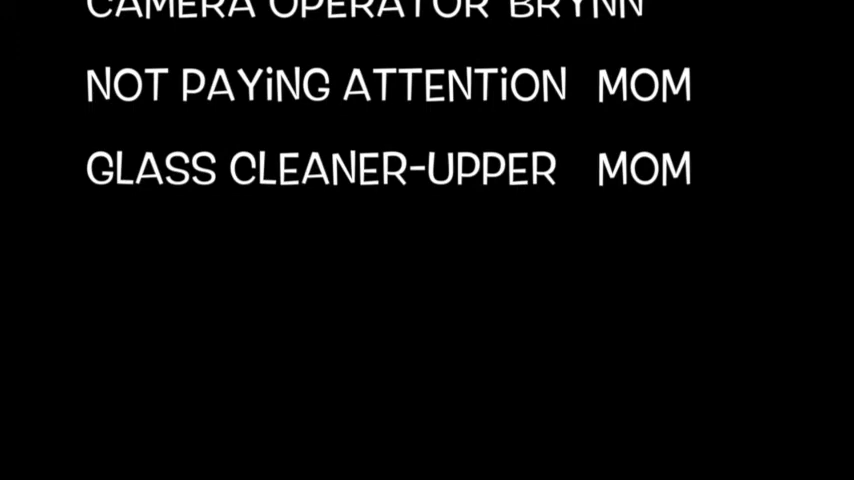 CAMERA OPERATOR BRYNN
NOT PAYiNG ATTENTiON MOM
GLASS CLEANER-UPPER MOM